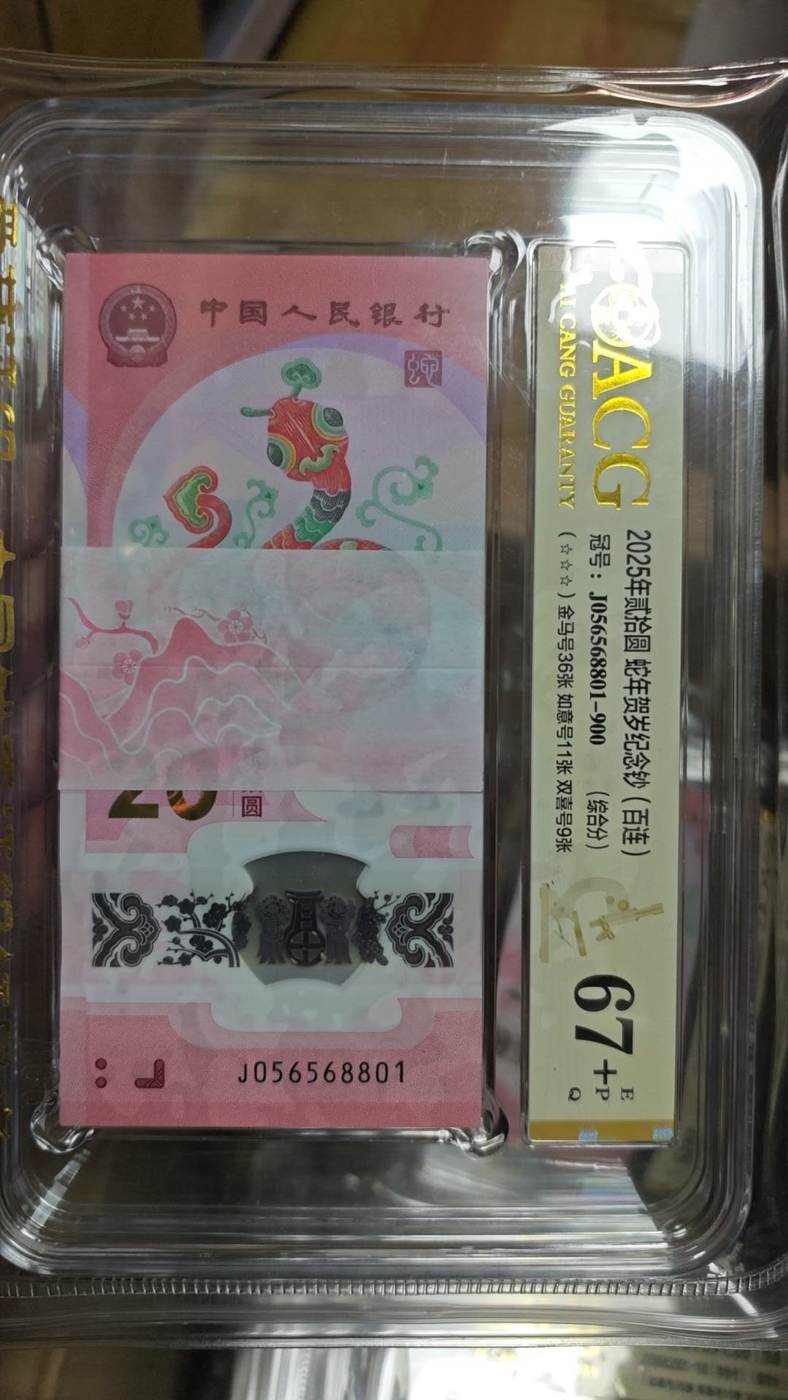 中国人民银行
蛇
20
圆
J056568801
ACG
CANG GUARANTY
2025年贰拾圆 蛇年贺岁纪念钞（百连）
冠号：J056568801-900 （综合分）
（☆☆☆）金马号36张 如意号11张 双喜号9张
67+
E
P
Q